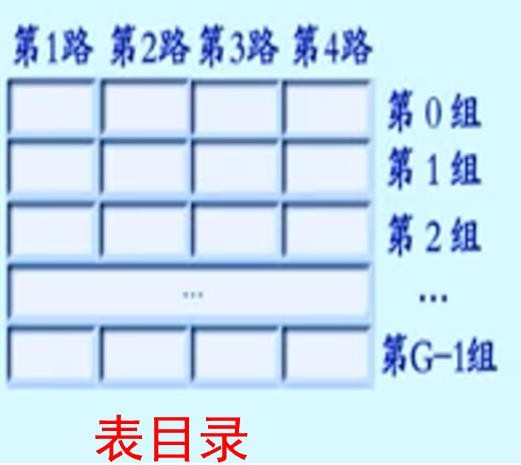 第1路 第2路 第3路 第4路
第 0 组
第 1 组
第 2 组
... ...
第G-1组
表目录